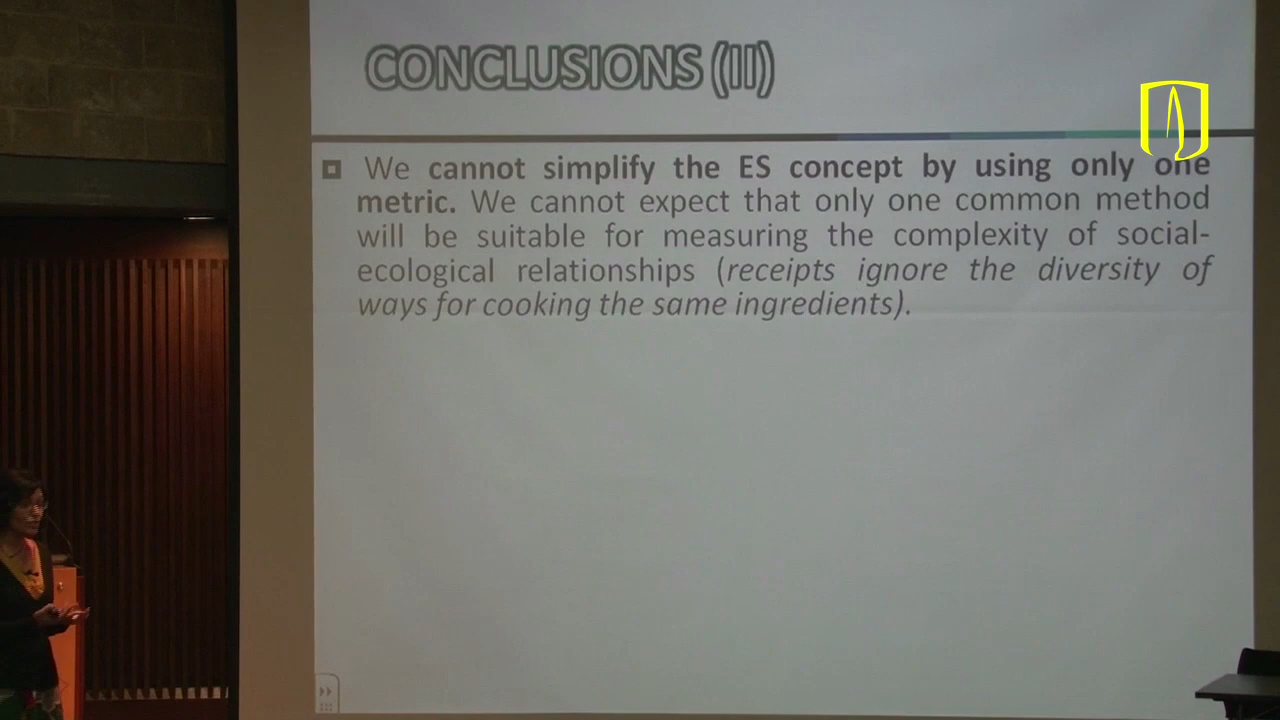 CONCLUSIONS (II)
We cannot simplify the ES concept by using only one
metric. We cannot expect that only one common method
will be suitable for measuring the complexity of social-
ecological relationships (receipts ignore the diversity of
ways for cooking the same ingredients).